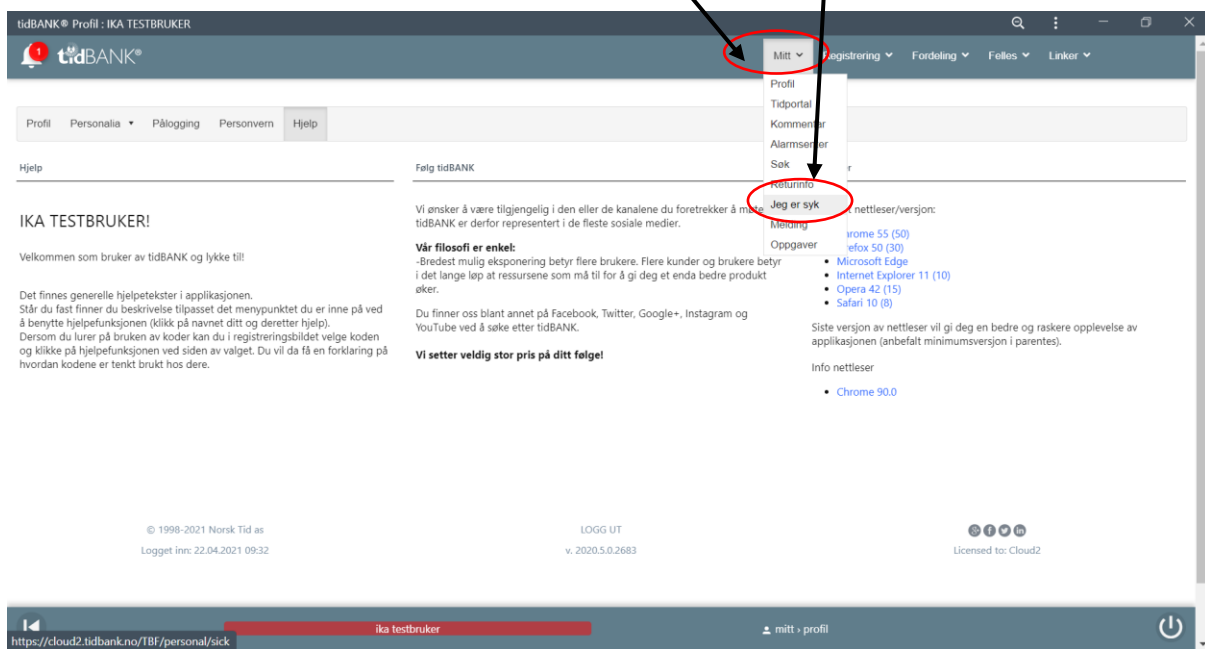 tidBANK® Profil : IKA TESTBRUKER
1
tidBANK®
Mitt
Registrering
Fordeling
Felles
Linker
Profil
Tidportal
Kommentar
Alarmsenter
Søk
Returinfo
Jeg er syk
Melding
Oppgaver
Profil
Personalia
Pålogging
Personvern
Hjelp
Hjelp
IKA TESTBRUKER!
Velkommen som bruker av tidBANK og lykke til!
Det finnes generelle hjelpetekster i applikasjonen.
Står du fast finner du beskrivelse tilpasset det menypunktet du er inne på ved
å benytte hjelpefunksjonen (klikk på navnet ditt og deretter hjelp).
Dersom du lurer på bruken av koder kan du i registreringsbildet velge koden
og klikke på hjelpefunksjonen ved siden av valget. Du vil da få en forklaring på
hvordan kodene er tenkt brukt hos dere.
Følg tidBANK
Vi ønsker å være tilgjengelig i den eller de kanalene du foretrekker å
tidBANK er derfor representert i de fleste sosiale medier.
Vår filosofi er enkel:
-Bredest mulig eksponering betyr flere brukere. Flere kunder og brukere betyr
i det lange løp at ressursene som må til for å gi deg et enda bedre produkt
øker.
Du finner oss blant annet på Facebook, Twitter, Google+, Instagram og
YouTube ved å søke etter tidBANK.
Vi setter veldig stor pris på ditt følge!
nettleser/versjon:
rome 55 (50)
efox 50 (30)
Microsoft Edge
Internet Explorer 11 (10)
Opera 42 (15)
Safari 10 (8)
Siste versjon av nettleser vil gi deg en bedre og raskere opplevelse av
applikasjonen (anbefalt minimumsversjon i parentes).
Info nettleser
Chrome 90.0
© 1998-2021 Norsk Tid as
Logget inn: 22.04.2021 09:32
LOGG UT
v. 2020.5.0.2683
Licensed to: Cloud2
ika testbruker
mitt › profil
https://cloud2.tidbank.no/TBF/personal/sick